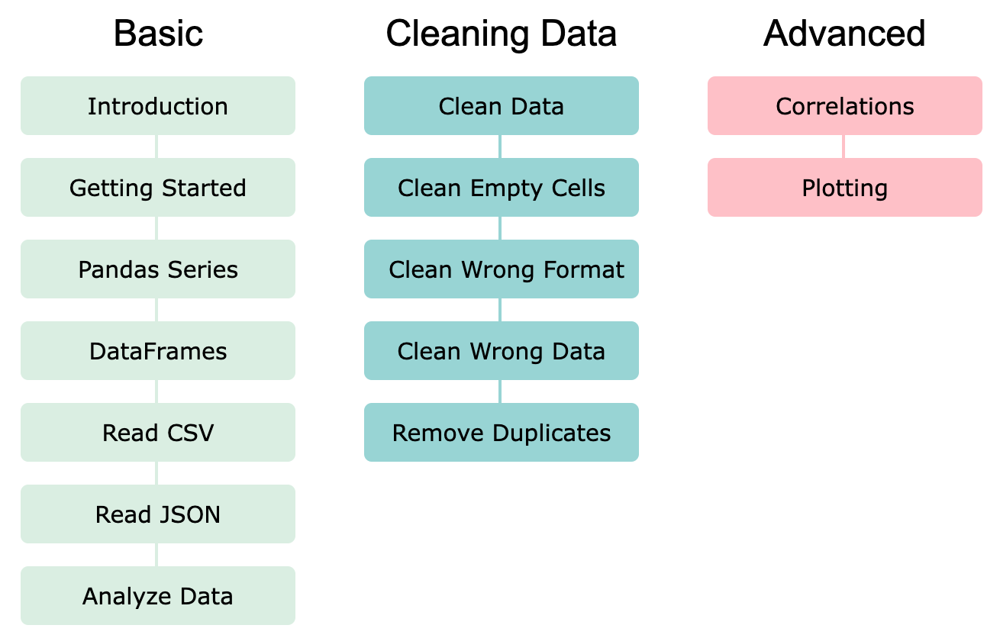 Basic
Introduction
Getting Started
Pandas Series
DataFrames
Read CSV
Read JSON
Analyze Data
Cleaning Data
Clean Data
Clean Empty Cells
Clean Wrong Format
Clean Wrong Data
Remove Duplicates
Advanced
Correlations
Plotting